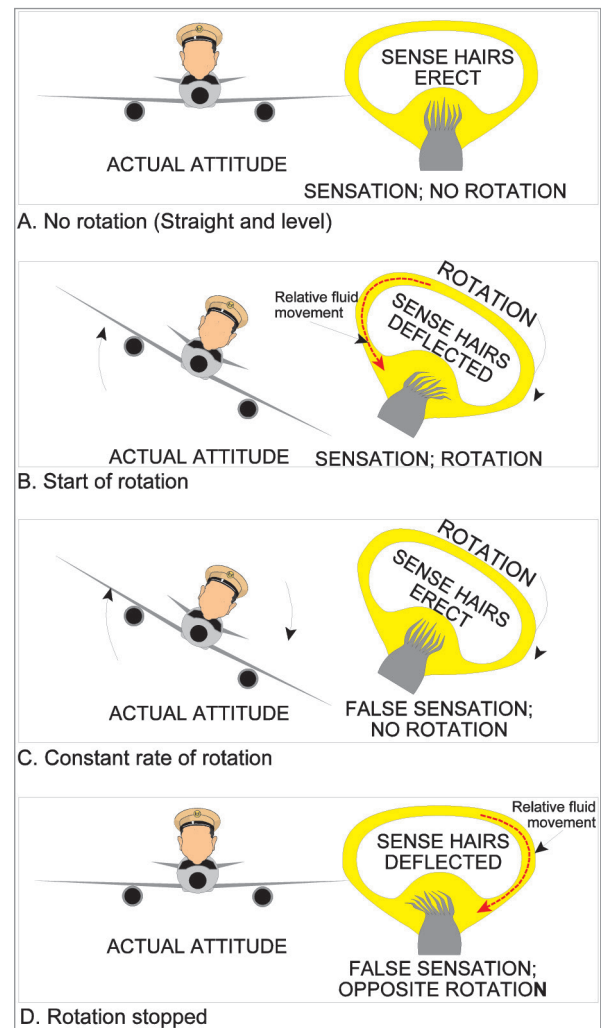 SENSE HAIRS
ERECT
ACTUAL ATTITUDE
SENSATION; NO ROTATION
A. No rotation (Straight and level)
ROTATION
Relative fluid
movement
SENSE HAIRS
DEFLECTED
ACTUAL ATTITUDE
SENSATION; ROTATION
B. Start of rotation
ROTATION
SENSE HAIRS
ERECT
ACTUAL ATTITUDE
FALSE SENSATION;
NO ROTATION
C. Constant rate of rotation
Relative fluid
movement
SENSE HAIRS
DEFLECTED
ACTUAL ATTITUDE
FALSE SENSATION;
OPPOSITE ROTATION
D. Rotation stopped